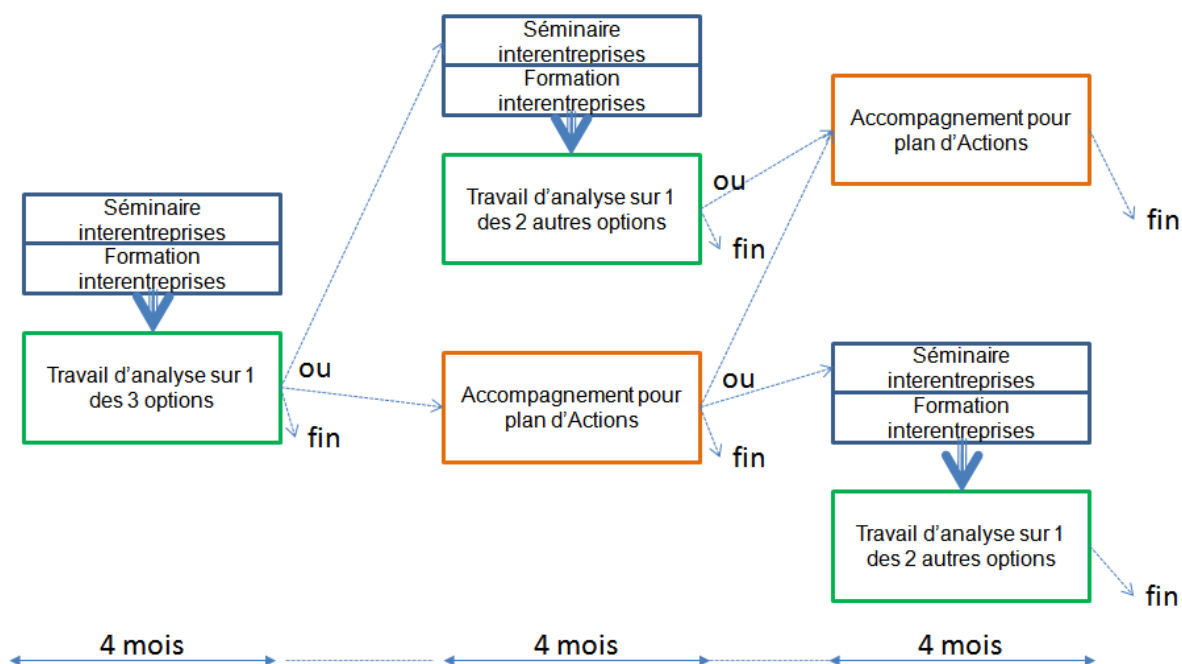 Séminaire
interentreprises
Formation
interentreprises
Travail d'analyse sur 1
des 3 options
ou
fin
Séminaire
interentreprises
Formation
interentreprises
Travail d'analyse sur 1
des 2 autres options
ou
fin
Accompagnement pour
plan d'Actions
ou
fin
Accompagnement pour
plan d'Actions
fin
Séminaire
interentreprises
Formation
interentreprises
Travail d'analyse sur 1
des 2 autres options
fin
4 mois
4 mois
4 mois